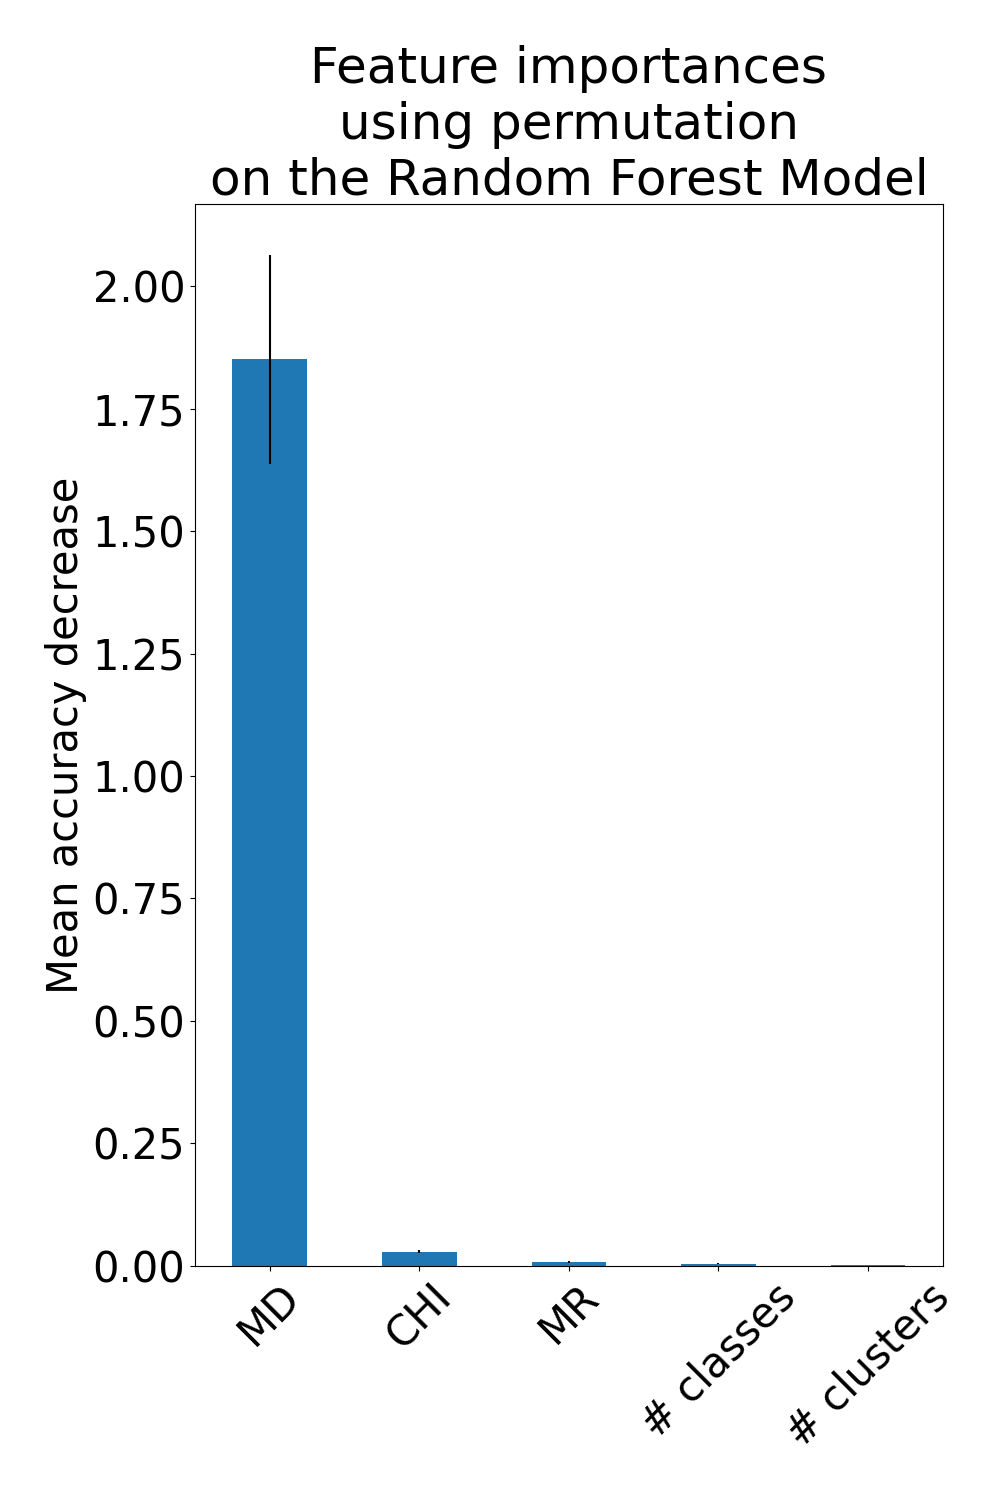 Feature importances
using permutation
on the Random Forest Model
Mean accuracy decrease
2.00
1.75
1.50
1.25
1.00
0.75
0.50
0.25
0.00
MD
CHI
MR
# classes
# clusters